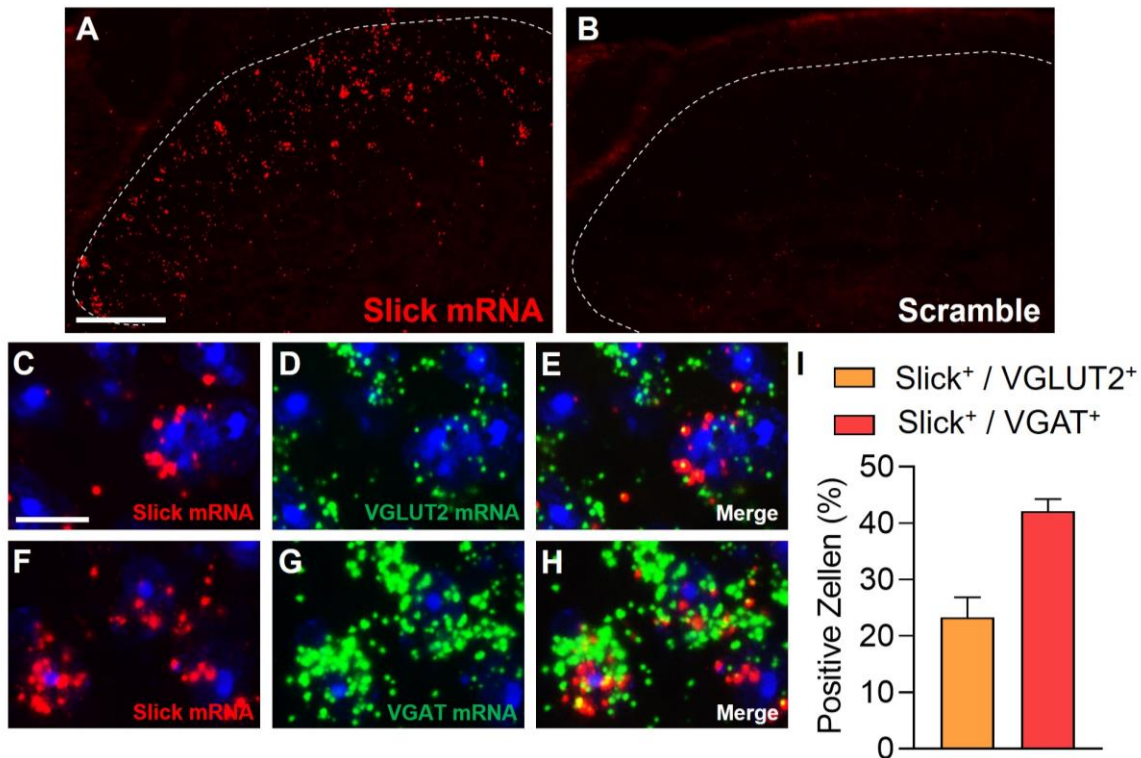 A
B
Slick mRNA
Scramble
C
D
E
Slick mRNA
VGLUT2 mRNA
Merge
F
G
H
Slick mRNA
VGAT mRNA
Merge
I
Slick⁺ / VGLUT2⁺
Slick⁺ / VGAT⁺
Positive Zellen (%)
50
40
30
20
10
0